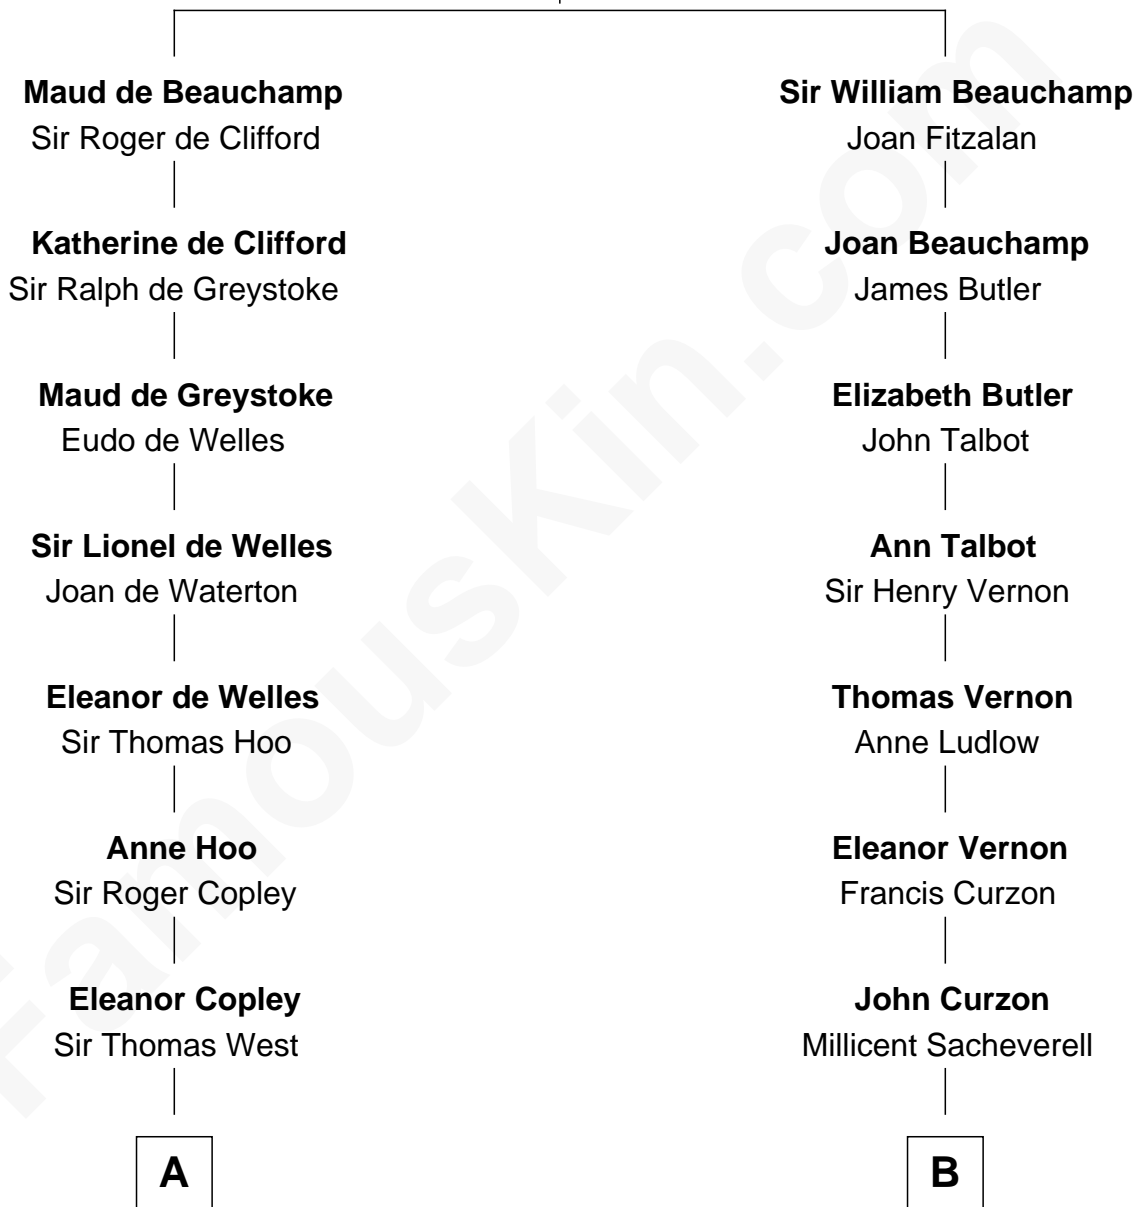 Maud de Beauchamp
Sir Roger de Clifford
Katherine de Clifford
Sir Ralph de Greystoke
Maud de Greystoke
Eudo de Welles
Sir Lionel de Welles
Joan de Waterton
Eleanor de Welles
Sir Thomas Hoo
Anne Hoo
Sir Roger Copley
Eleanor Copley
Sir Thomas West
A
Sir William Beauchamp
Joan Fitzalan
Joan Beauchamp
James Butler
Elizabeth Butler
John Talbot
Ann Talbot
Sir Henry Vernon
Thomas Vernon
Anne Ludlow
Eleanor Vernon
Francis Curzon
John Curzon
Millicent Sacheverell
B
FamousKin.com